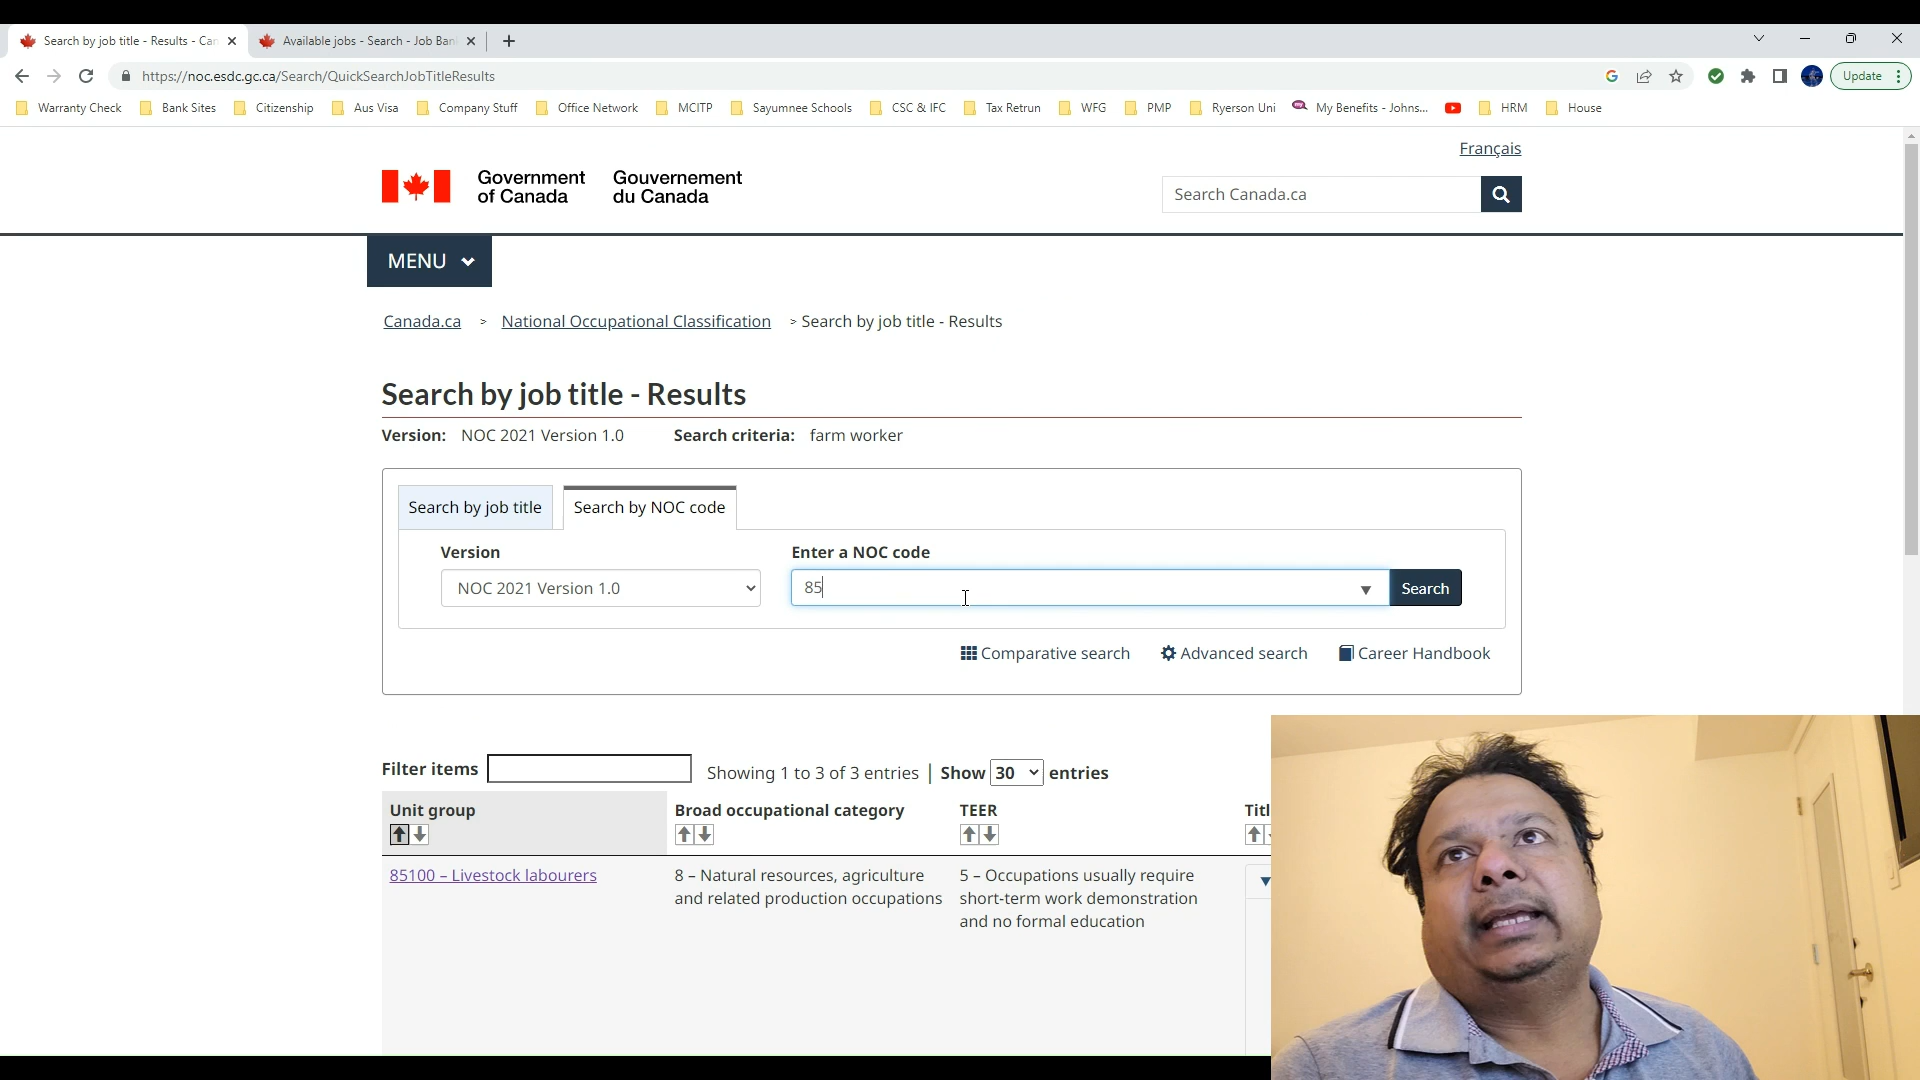 Search by job title - Results - Can
Available jobs - Search - Job Ban
https://noc.esdc.gc.ca/Search/QuickSearchJobTitleResults
Update
Warranty Check
Bank Sites
Citizenship
Aus Visa
Company Stuff
Office Network
MCITP
Sayumnee Schools
CSC & IFC
Tax Retrun
WFG
PMP
Ryerson Uni
My Benefits - Johns...
HRM
House
Français
Government of Canada
Gouvernement du Canada
Search Canada.ca
MENU
Canada.ca > National Occupational Classification > Search by job title - Results
Search by job title - Results
Version: NOC 2021 Version 1.0 Search criteria: farm worker
Search by job title
Search by NOC code
Version
Enter a NOC code
NOC 2021 Version 1.0
85
Search
Comparative search
Advanced search
Career Handbook
Filter items
Showing 1 to 3 of 3 entries | Show 30 entries
Unit group
Broad occupational category
TEER
Titl
85100 – Livestock labourers
8 – Natural resources, agriculture
and related production occupations
5 – Occupations usually require
short-term work demonstration
and no formal education